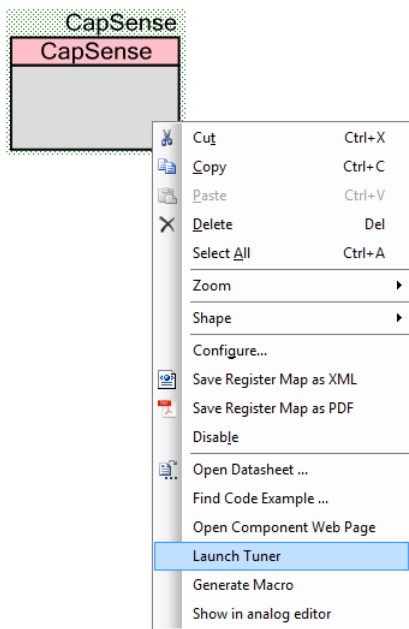 CapSense
CapSense
Cut Ctrl+X
Copy Ctrl+C
Paste Ctrl+V
Delete Del
Select All Ctrl+A
Zoom
Shape
Configure...
Save Register Map as XML
Save Register Map as PDF
Disable
Open Datasheet ...
Find Code Example ...
Open Component Web Page
Launch Tuner
Generate Macro
Show in analog editor